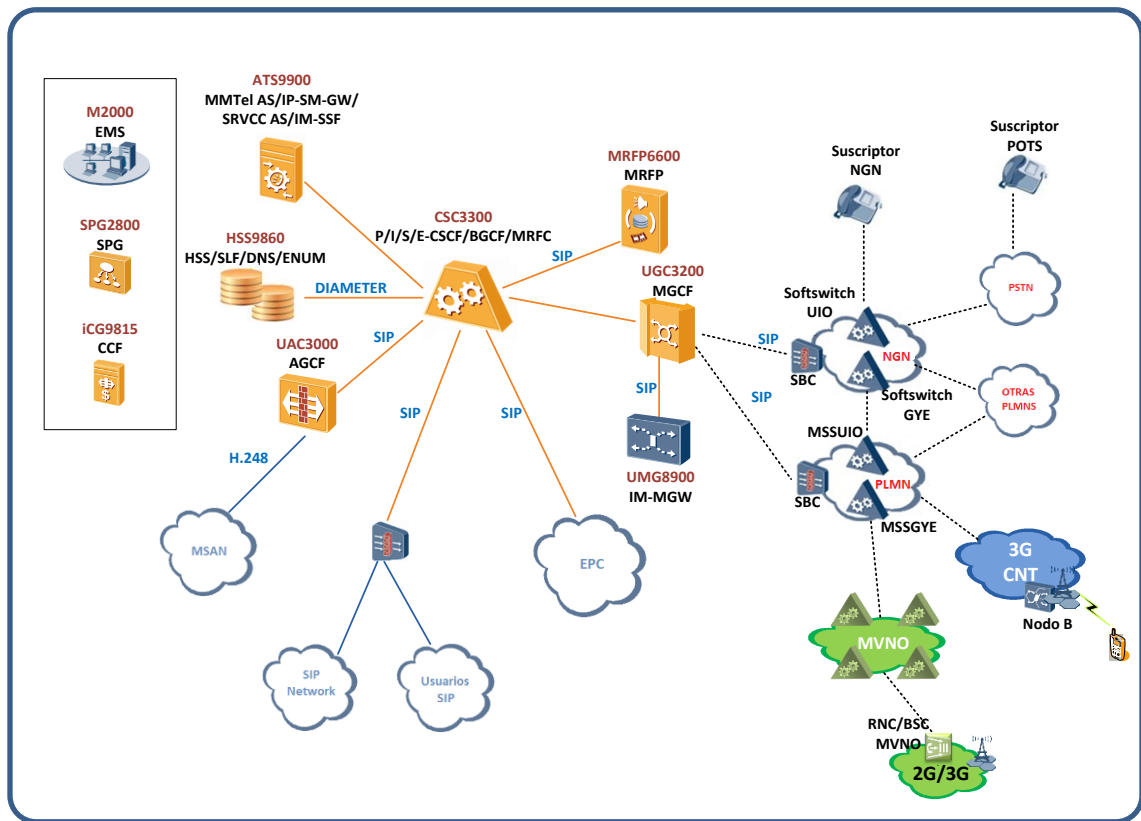 M2000
EMS
SPG2800
SPG
iCG9815
CCF
ATS9900
MMTel AS/IP-SM-GW/
SRVCC AS/IM-SSF
HSS9860
HSS/SLF/DNS/ENUM
DIAMETER
UAC3000
AGCF
SIP
H.248
MSAN
CSC3300
P/I/S/E-CSCF/BGCF/MRFC
SIP
SIP
SIP
Network
Usuarios
SIP
EPC
MRFP6600
MRFP
SIP
UGC3200
MGCF
SIP
UMG8900
IM-MGW
SIP
SIP
Suscriptor
NGN
Suscriptor
POTS
Softswitch
UIO
NGN
SBC
Softswitch
GYE
PSTN
OTRAS
PLMNS
MSSUIO
PLMN
SBC
MSSGYE
3G
CNT
Nodo B
MVNO
RNC/BSC
MVNO
2G/3G